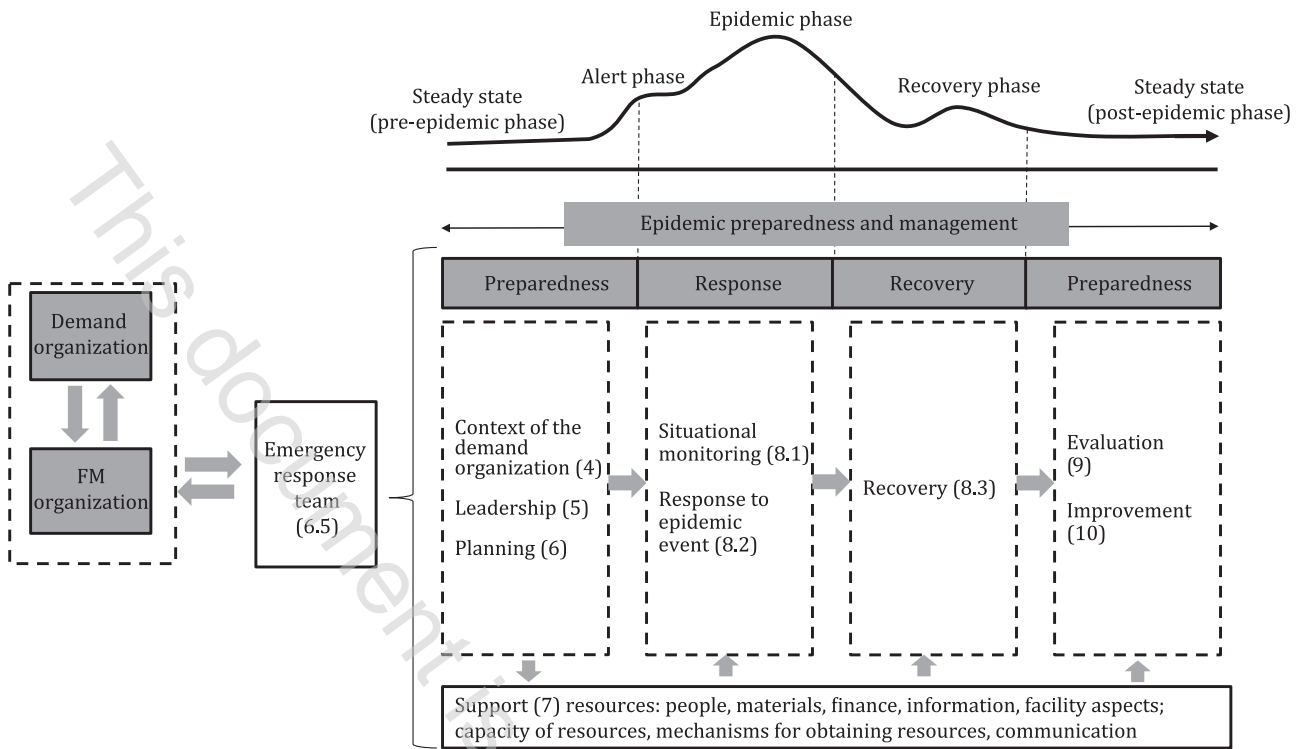 Epidemic phase
Alert phase
Recovery phase
Steady state
(pre-epidemic phase)
Steady state
(post-epidemic phase)
Epidemic preparedness and management
Preparedness
Response
Recovery
Preparedness
Demand
organization
FM
organization
Emergency
response
team
(6.5)
Context of the
demand
organization (4)
Leadership (5)
Planning (6)
Situational
monitoring (8.1)
Response to
epidemic
event (8.2)
Recovery (8.3)
Evaluation
(9)
Improvement
(10)
Support (7) resources: people, materials, finance, information, facility aspects;
capacity of resources, mechanisms for obtaining resources, communication
This document is